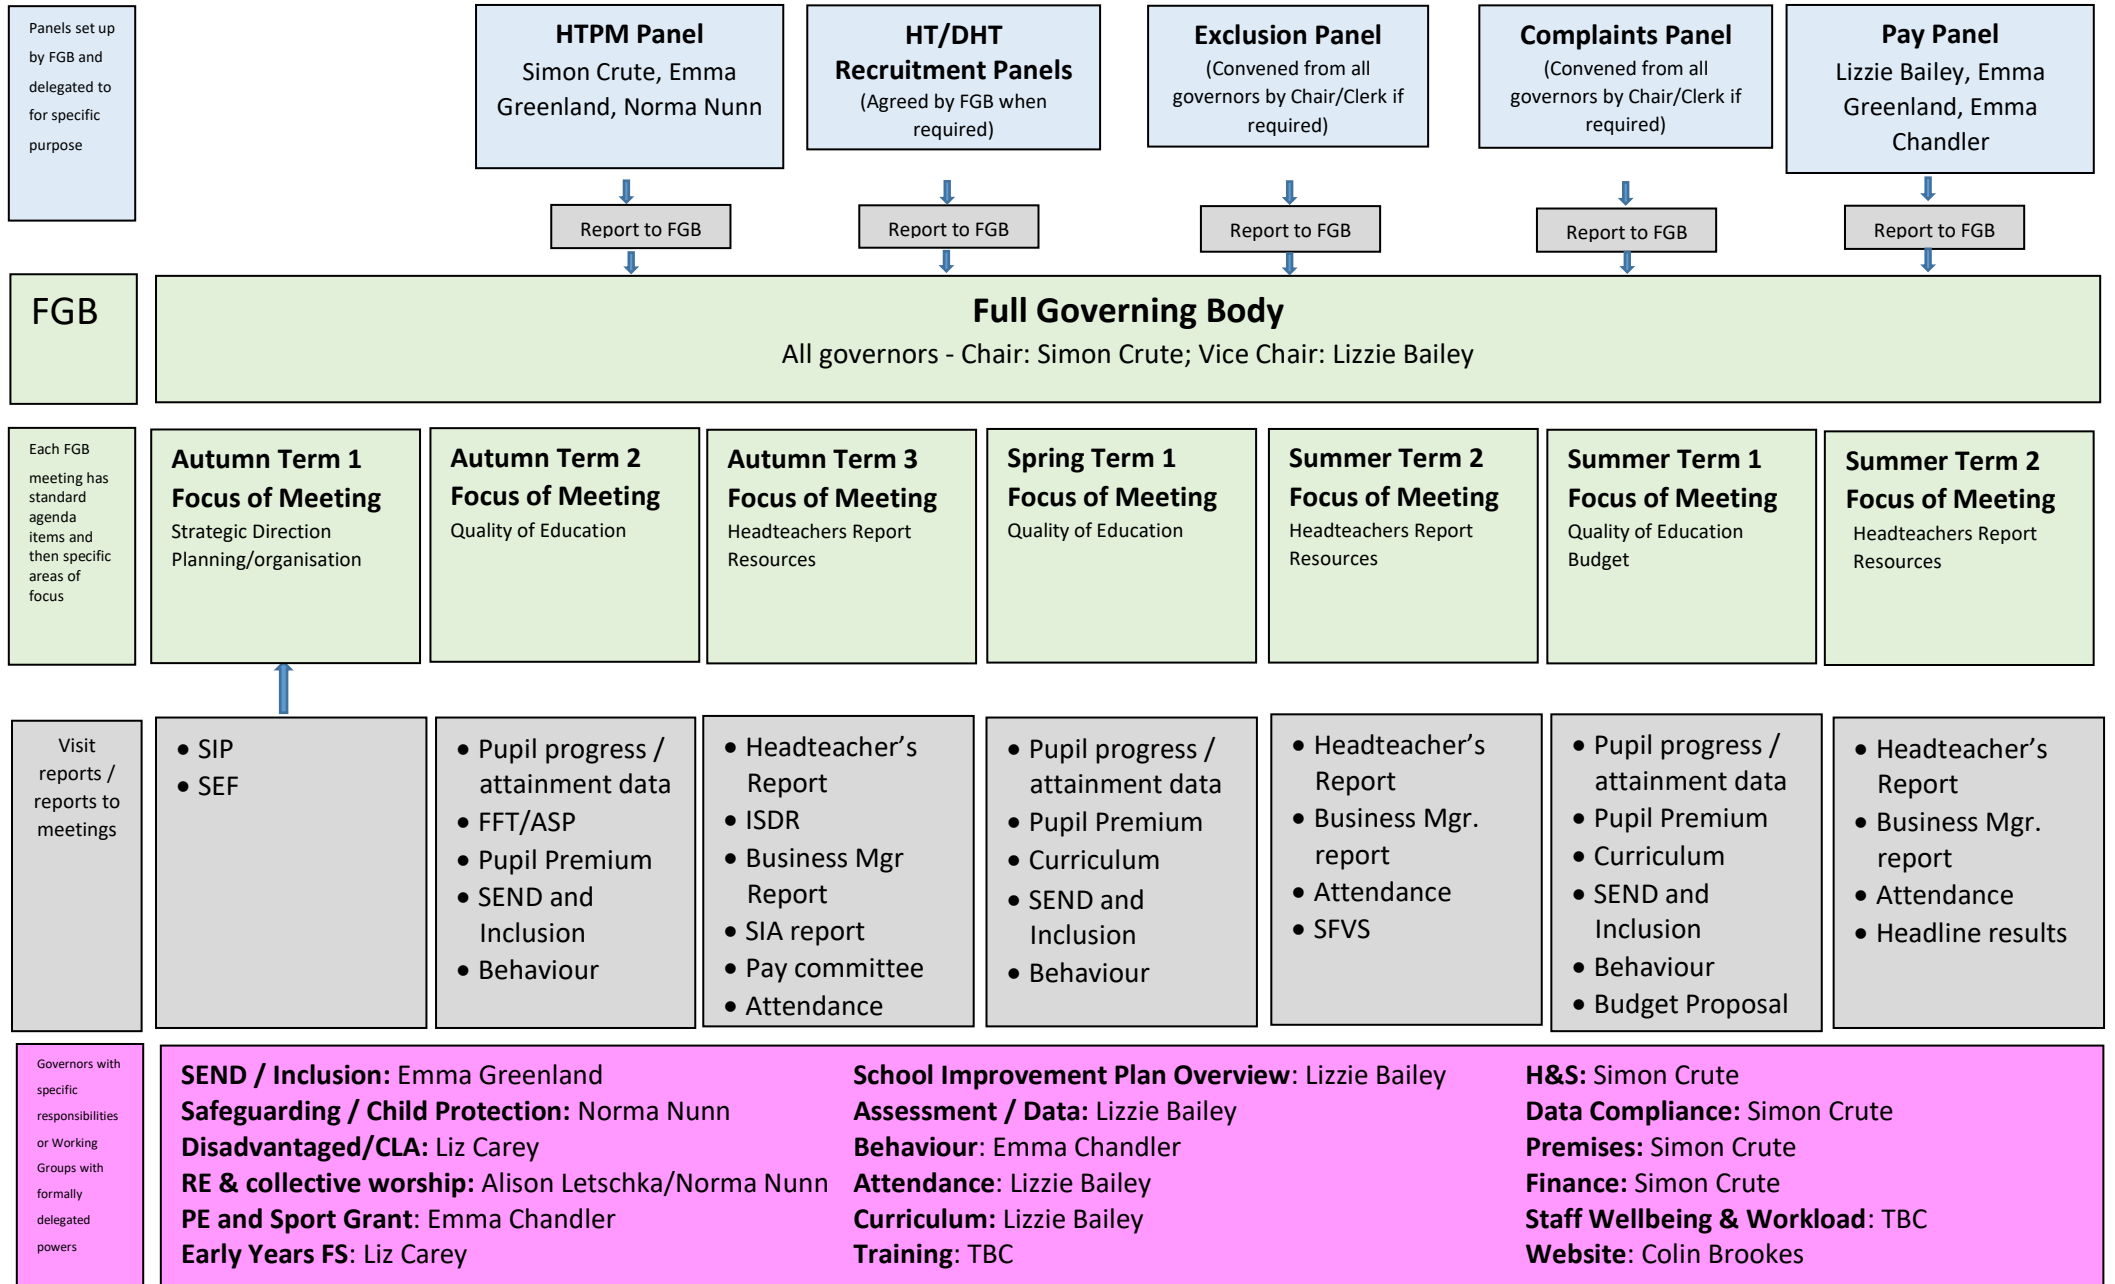 Panels set up
by FGB and
delegated to
for specific
purpose
HTPM Panel
Simon Crute, Emma
Greenland, Norma Nunn
HT/DHT
Recruitment Panels
(Agreed by FGB when
required)
Exclusion Panel
(Convened from all
governors by Chair/Clerk if
required)
Complaints Panel
(Convened from all
governors by Chair/Clerk if
required)
Pay Panel
Lizzie Bailey, Emma
Greenland, Emma
Chandler
Report to FGB
Report to FGB
Report to FGB
Report to FGB
Report to FGB
FGB
Full Governing Body
All governors - Chair: Simon Crute; Vice Chair: Lizzie Bailey
Each FGB
meeting has
standard
agenda
items and
then specific
areas of
focus
Autumn Term 1
Focus of Meeting
Strategic Direction
Planning/organisation
Autumn Term 2
Focus of Meeting
Quality of Education
Autumn Term 3
Focus of Meeting
Headteachers Report
Resources
Spring Term 1
Focus of Meeting
Quality of Education
Summer Term 2
Focus of Meeting
Headteachers Report
Resources
Summer Term 1
Focus of Meeting
Quality of Education
Budget
Summer Term 2
Focus of Meeting
Headteachers Report
Resources
Visit
reports /
reports to
meetings
• SIP
• SEF
• Pupil progress /
attainment data
• FFT/ASP
• Pupil Premium
• SEND and
Inclusion
• Behaviour
• Headteacher's
Report
• ISDR
• Business Mgr
Report
• SIA report
• Pay committee
• Attendance
• Pupil progress /
attainment data
• Pupil Premium
• Curriculum
• SEND and
Inclusion
• Behaviour
• Headteacher's
Report
• Business Mgr.
report
• Attendance
• SFVS
• Pupil progress /
attainment data
• Pupil Premium
• Curriculum
• SEND and
Inclusion
• Behaviour
• Budget Proposal
• Headteacher's
Report
• Business Mgr.
report
• Attendance
• Headline results
Governors with
specific
responsibilities
or Working
Groups with
formally
delegated
powers
SEND / Inclusion: Emma Greenland
Safeguarding / Child Protection: Norma Nunn
Disadvantaged/CLA: Liz Carey
RE & collective worship: Alison Letschka/Norma Nunn
PE and Sport Grant: Emma Chandler
Early Years FS: Liz Carey
School Improvement Plan Overview: Lizzie Bailey
Assessment / Data: Lizzie Bailey
Behaviour: Emma Chandler
Attendance: Lizzie Bailey
Curriculum: Lizzie Bailey
Training: TBC
H&S: Simon Crute
Data Compliance: Simon Crute
Premises: Simon Crute
Finance: Simon Crute
Staff Wellbeing & Workload: TBC
Website: Colin Brookes